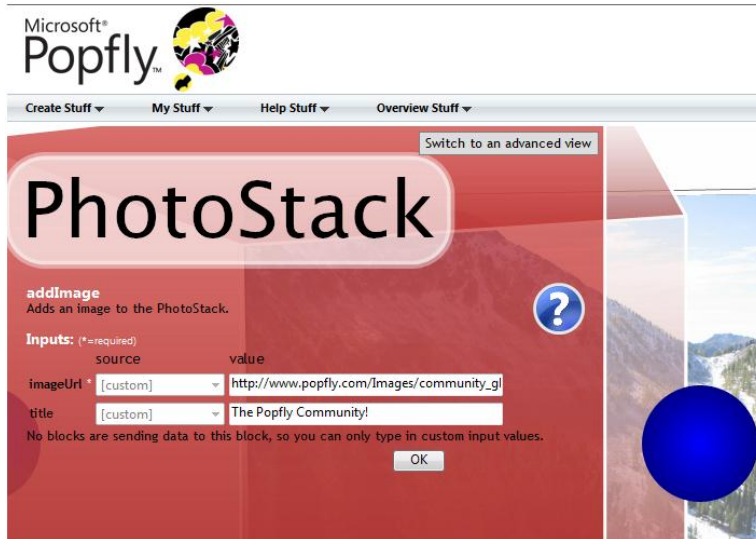 Microsoft®
Popfly™
Create Stuff My Stuff Help Stuff Overview Stuff
Switch to an advanced view
PhotoStack
addImage
Adds an image to the PhotoStack.
?
Inputs: (*=required)
source value
imageUrl * [custom] http://www.popfly.com/Images/community_gl
title [custom] The Popfly Community!
No blocks are sending data to this block, so you can only type in custom input values.
OK